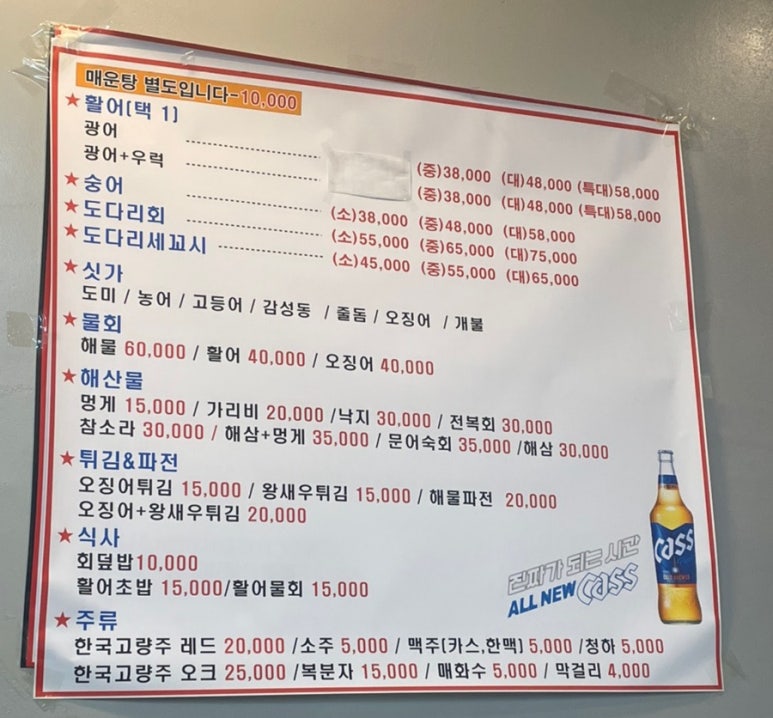 매운탕 별도입니다-10,000
★활어(택 1)
광어 (중)38,000 (대)48,000 (특대)58,000
광어+우럭 (중)38,000 (대)48,000 (특대)58,000
★숭어 (소)38,000 (중)48,000 (대)58,000
★도다리회 (소)55,000 (중)65,000 (대)75,000
★도다리세꼬시 (소)45,000 (중)55,000 (대)65,000
★싯가
도미 / 농어 / 고등어 / 감성동 / 줄돔 / 오징어 / 개불
★물회
해물 60,000 / 활어 40,000 / 오징어 40,000
★해산물
멍게 15,000 / 가리비 20,000 /낙지 30,000 / 전복회 30,000
참소라 30,000 / 해삼+멍게 35,000 / 문어숙회 35,000 /해삼 30,000
★튀김&파전
오징어튀김 15,000 / 왕새우튀김 15,000 / 해물파전 20,000
오징어+왕새우튀김 20,000
★식사
회덮밥10,000
활어초밥 15,000/활어물회 15,000
진짜가 되는 시간
ALL NEW Cass
Cass
★주류
한국고량주 레드 20,000 /소주 5,000 / 맥주(카스,한맥) 5,000 /청하 5,000
한국고량주 오크 25,000 /복분자 15,000 / 매화수 5,000 / 막걸리 4,000